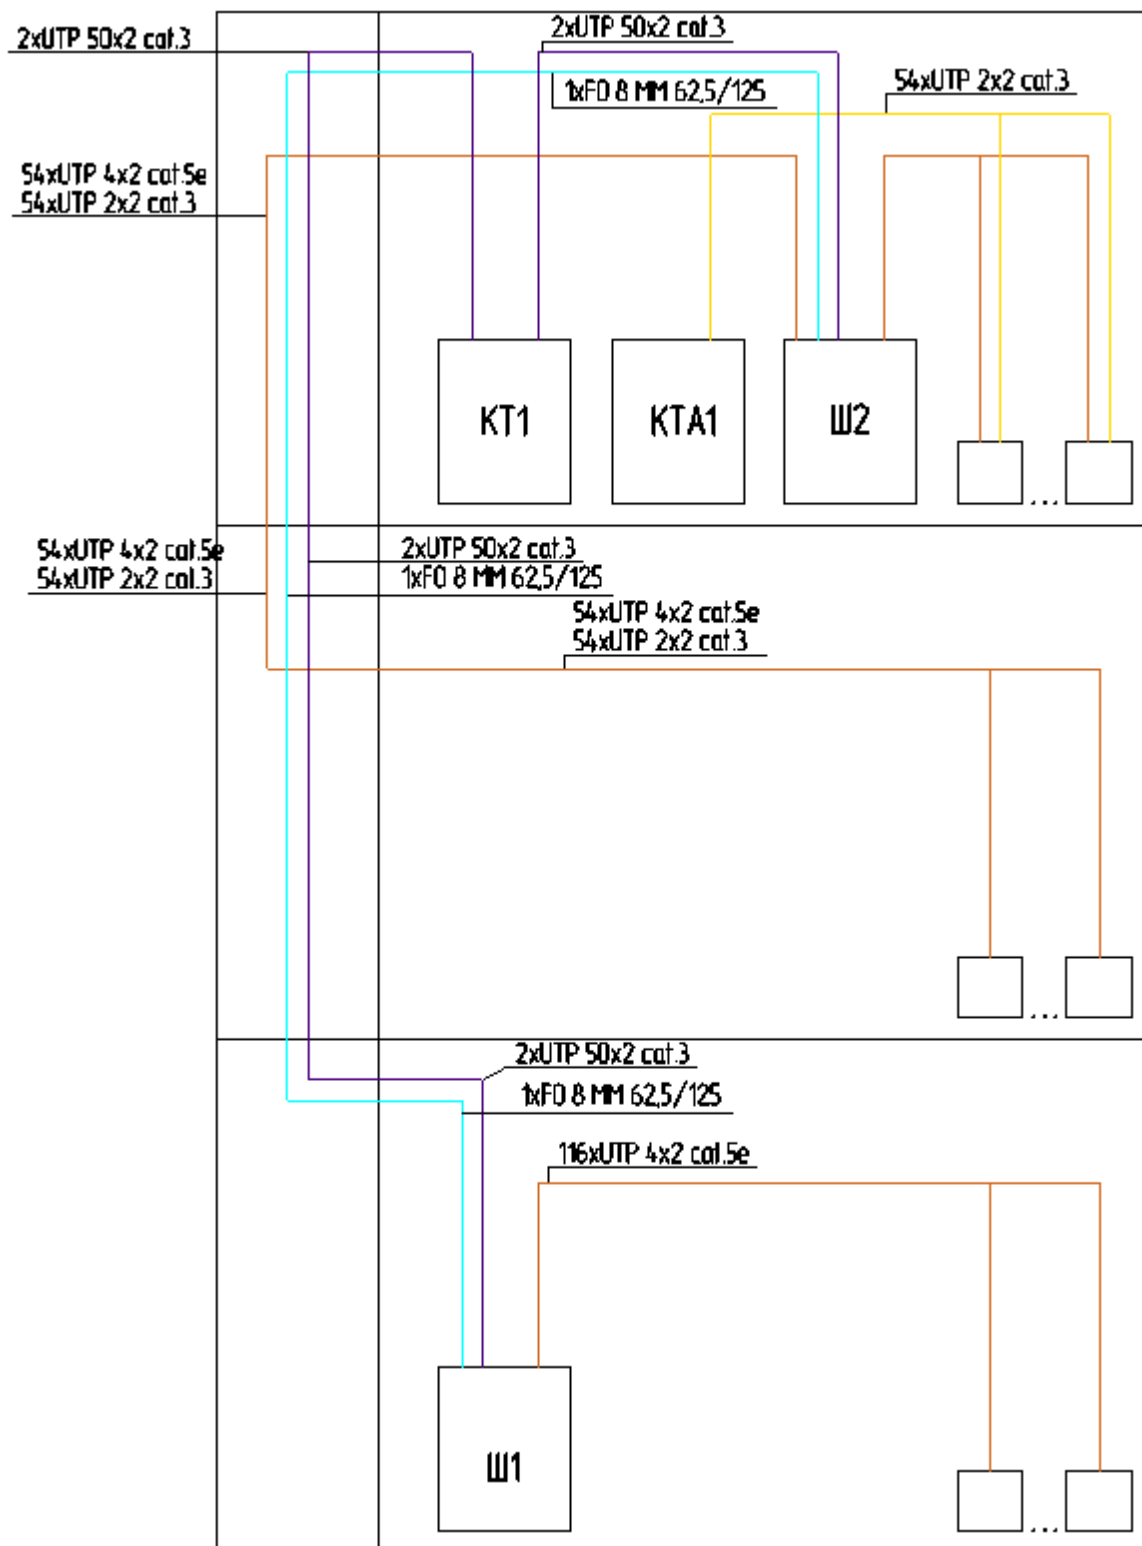 2xUTP 50x2 cat.3
2xUTP 50x2 cat.3
1xFO 8 MM 62,5/125
54xUTP 2x2 cat.3
54xUTP 4x2 cat.5e
54xUTP 2x2 cat.3
КТ1
КТА1
Ш2
...
54xUTP 4x2 cat.5e
54xUTP 2x2 cat.3
2xUTP 50x2 cat.3
1xFO 8 MM 62,5/125
54xUTP 4x2 cat.5e
54xUTP 2x2 cat.3
...
2xUTP 50x2 cat.3
1xFO 8 MM 62,5/125
116xUTP 4x2 cat.5e
Ш1
...